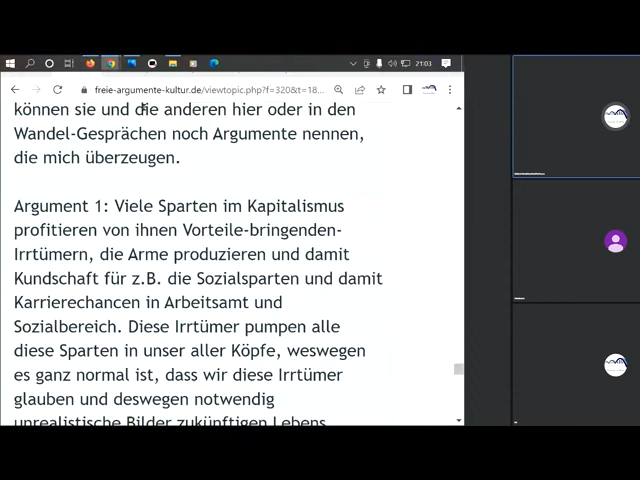 21:03
freie-argumente-kultur.de/viewtopic.php?f=320&t=18...
können sie und die anderen hier oder in den
Wandel-Gesprächen noch Argumente nennen,
die mich überzeugen.
Argument 1: Viele Sparten im Kapitalismus
profitieren von ihnen Vorteile-bringenden-
Irrtümern, die Arme produzieren und damit
Kundschaft für z.B. die Sozialsparten und damit
Karrierechancen in Arbeitsamt und
Sozialbereich. Diese Irrtümer pumpen alle
diese Sparten in unser aller Köpfe, weswegen
es ganz normal ist, dass wir diese Irrtümer
glauben und deswegen notwendig
unrealistische Bilder zukünftigen Lebens